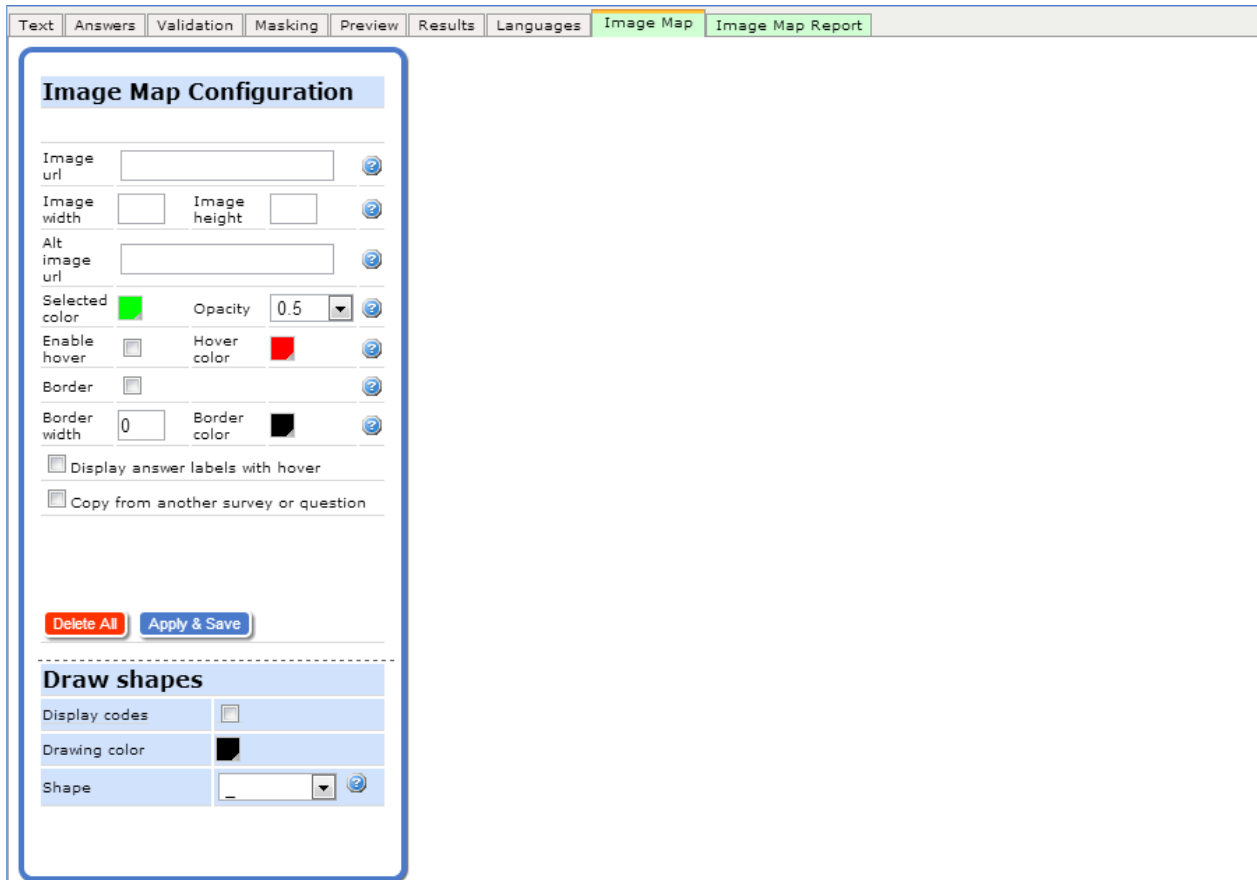 Text Answers Validation Masking Preview Results Languages Image Map Image Map Report
Image Map Configuration
Image
url
Image
width
Image
height
Alt
image
url
Selected
color
Opacity
0.5
Enable
hover
Hover
color
Border
Border
width
0
Border
color
Display answer labels with hover
Copy from another survey or question
Delete All Apply & Save
Draw shapes
Display codes
Drawing color
Shape
_